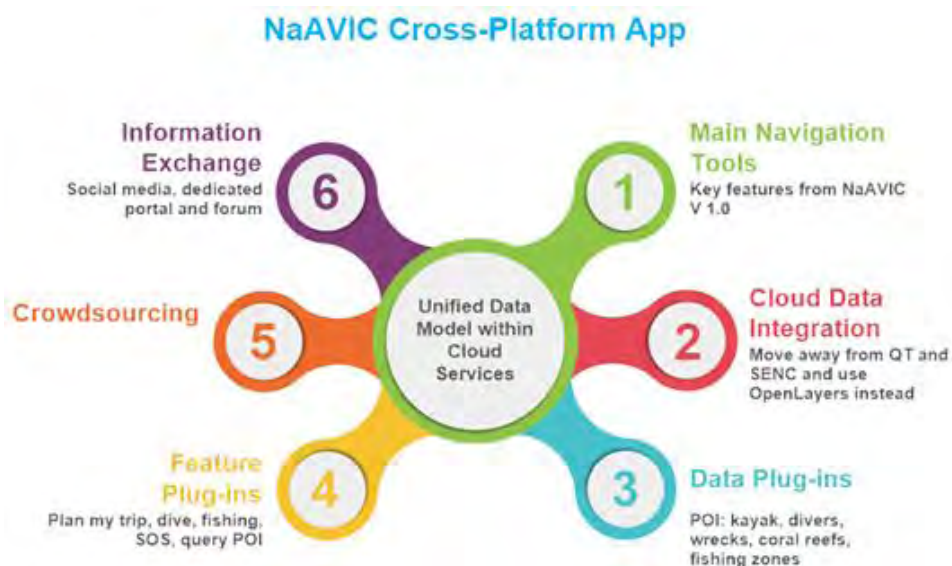 NaAVIC Cross-Platform App
Information
Exchange
Social media, dedicated
portal and forum
6
1
Main Navigation
Tools
Key features from NaAVIC
V 1.0
Crowdsourcing
5
Unified Data
Model within
Cloud
Services
2
Cloud Data
Integration
Move away from QT and
SENC and use
OpenLayers instead
Feature
Plug-ins
Plan my trip, dive, fishing,
SOS, query POI
4
3
Data Plug-ins
POI: kayak, divers,
wrecks, coral reefs,
fishing zones